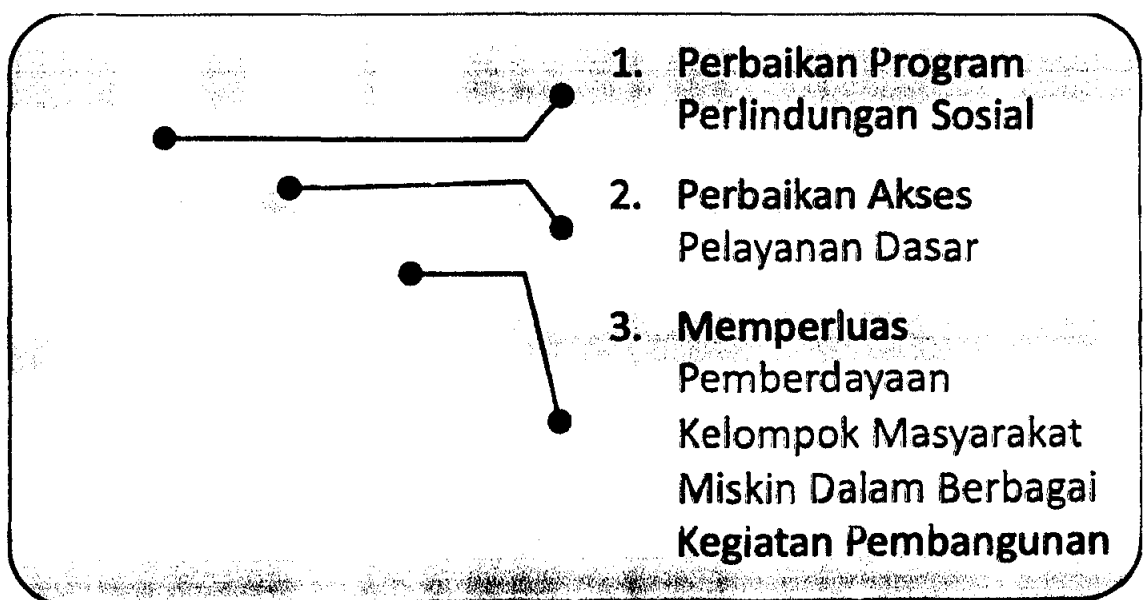 1. Perbaikan Program
Perlindungan Sosial
2. Perbaikan Akses
Pelayanan Dasar
3. Memperluas
Pemberdayaan
Kelompok Masyarakat
Miskin Dalam Berbagai
Kegiatan Pembangunan